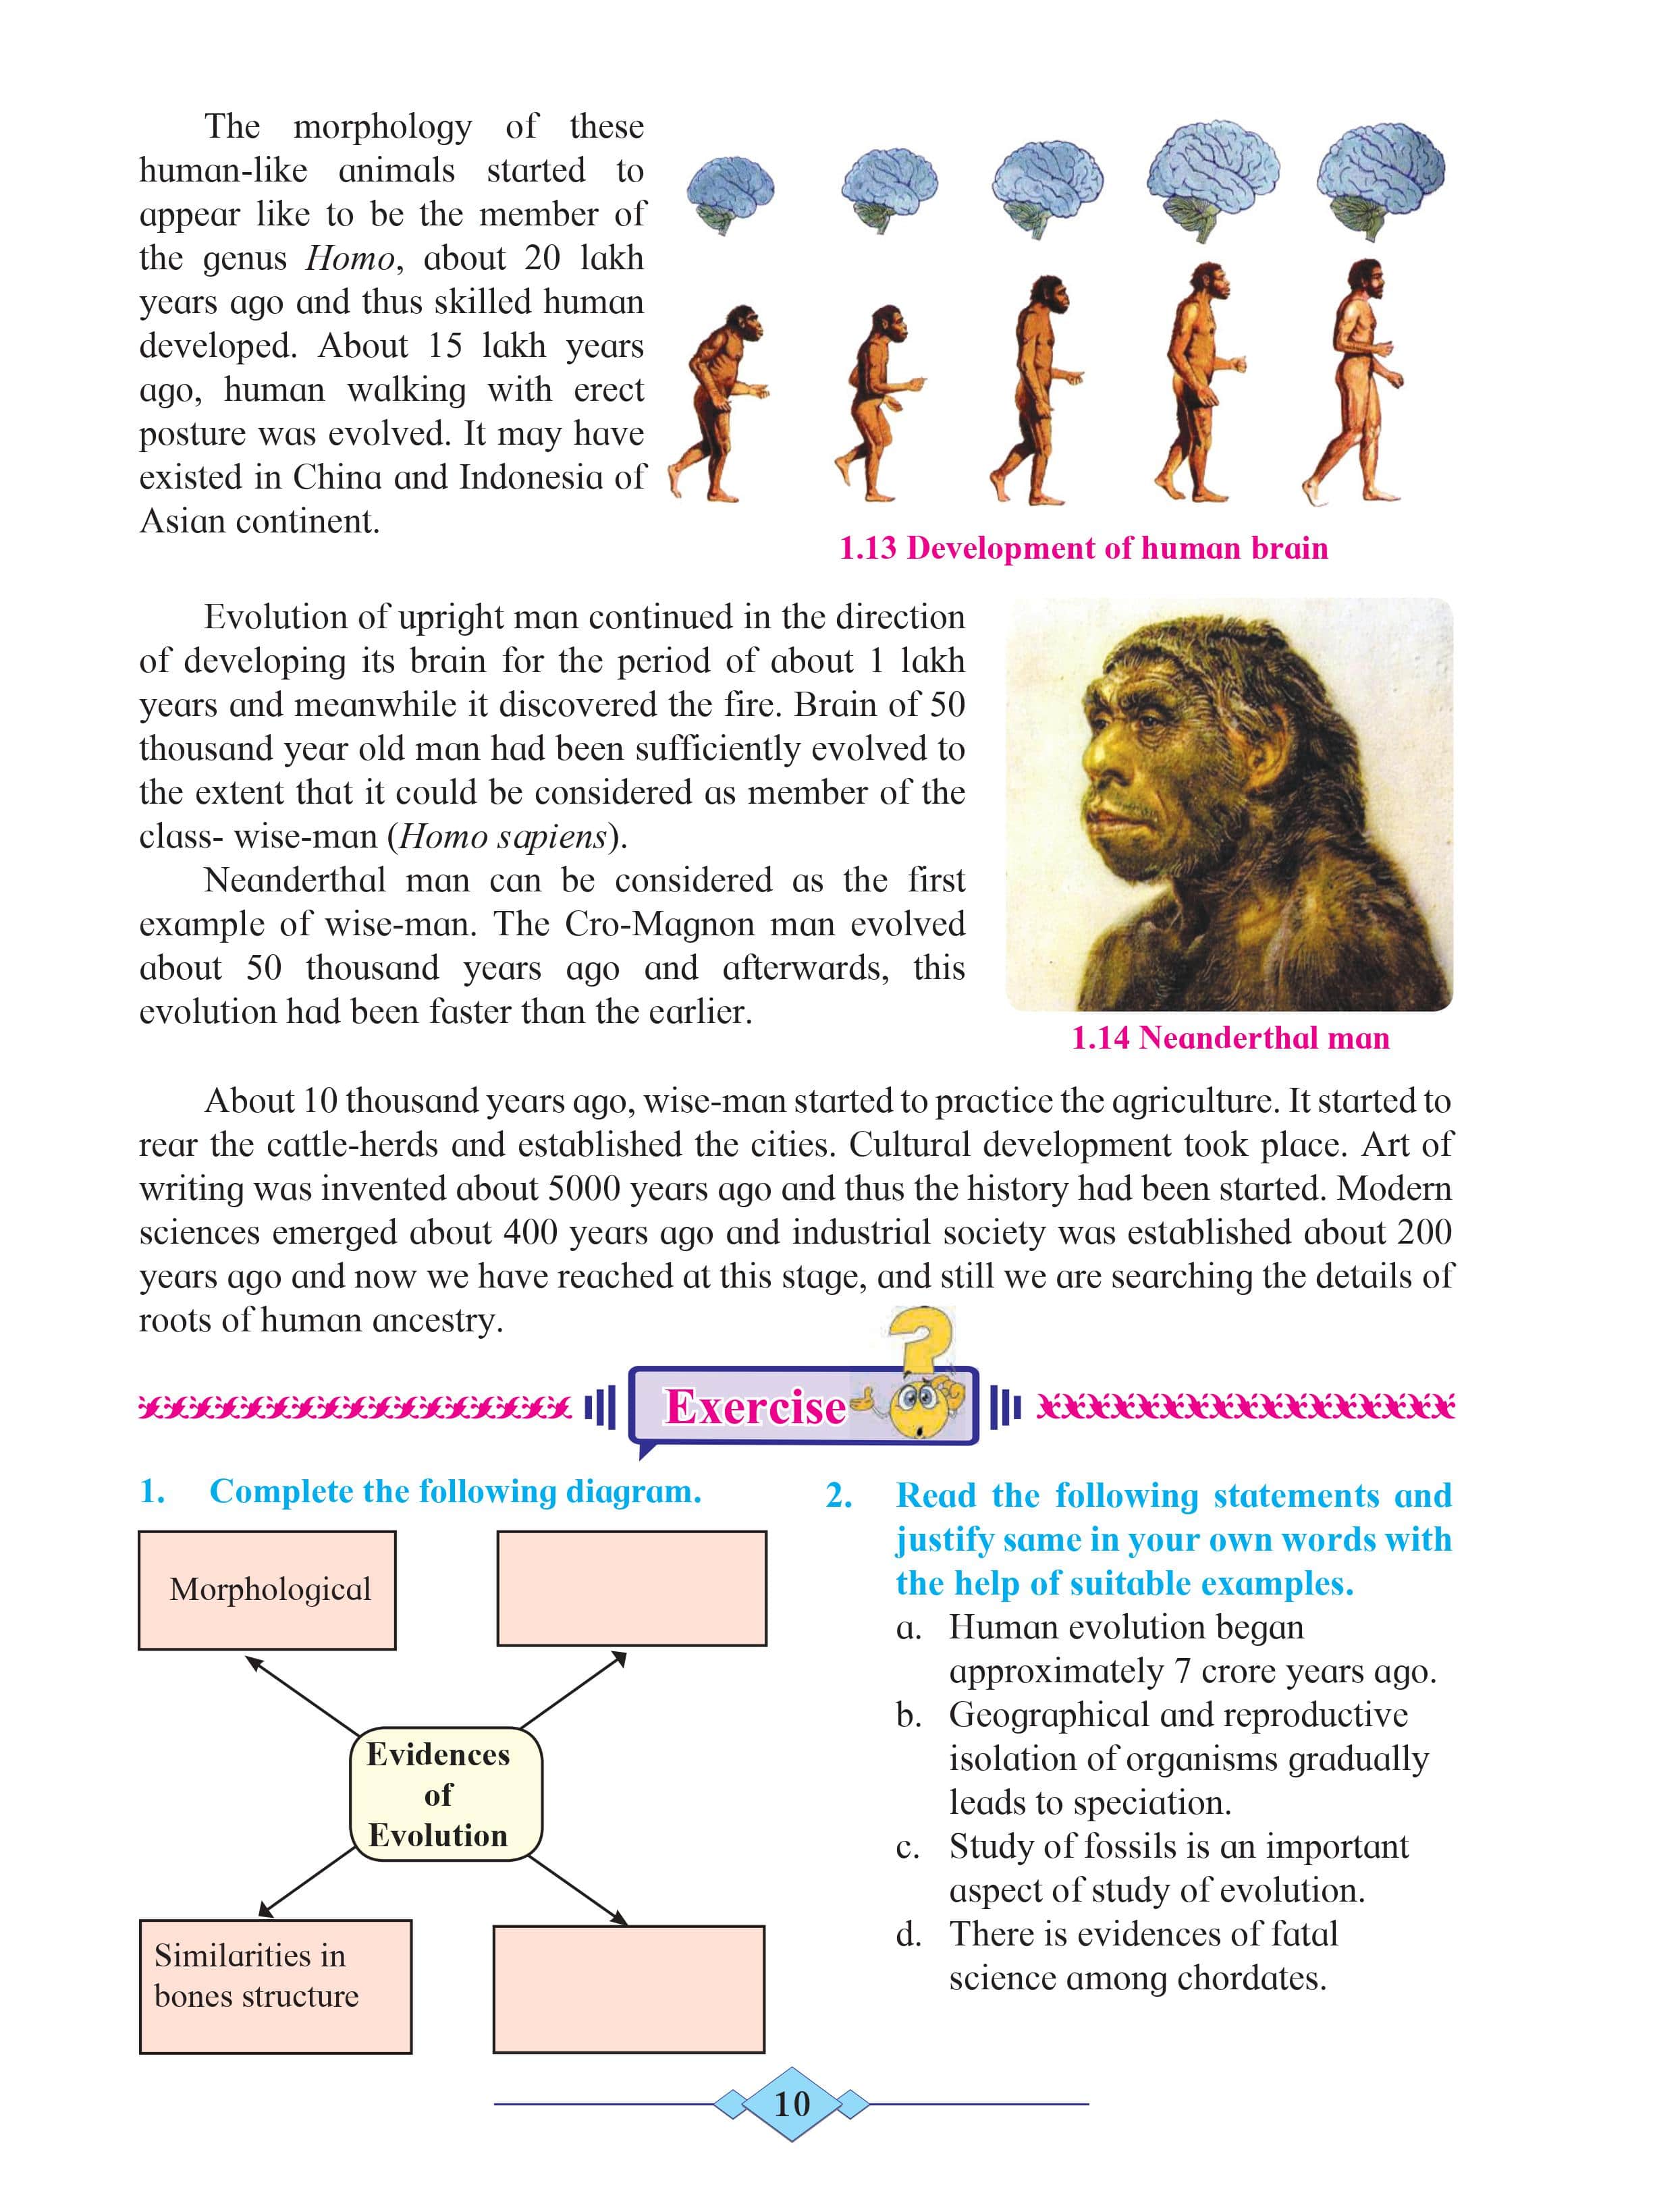 The morphology of these
human-like animals started to
appear like to be the member of
the genus Homo, about 20 lakh
years ago and thus skilled human
developed. About 15 lakh years
ago, human walking with erect
posture was evolved. It may have
existed in China and Indonesia of
Asian continent.
1.13 Development of human brain
Evolution of upright man continued in the direction
of developing its brain for the period of about 1 lakh
years and meanwhile it discovered the fire. Brain of 50
thousand year old man had been sufficiently evolved to
the extent that it could be considered as member of the
class- wise-man (Homo sapiens).
Neanderthal man can be considered as the first
example of wise-man. The Cro-Magnon man evolved
about 50 thousand years ago and afterwards, this
evolution had been faster than the earlier.
1.14 Neanderthal man
About 10 thousand years ago, wise-man started to practice the agriculture. It started to
rear the cattle-herds and established the cities. Cultural development took place. Art of
writing was invented about 5000 years ago and thus the history had been started. Modern
sciences emerged about 400 years ago and industrial society was established about 200
years ago and now we have reached at this stage, and still we are searching the details of
roots of human ancestry.
Exercise
1. Complete the following diagram.
Morphological
Evidences
of
Evolution
Similarities in
bones structure
2. Read the following statements and
justify same in your own words with
the help of suitable examples.
a. Human evolution began
approximately 7 crore years ago.
b. Geographical and reproductive
isolation of organisms gradually
leads to speciation.
c. Study of fossils is an important
aspect of study of evolution.
d. There is evidences of fatal
science among chordates.
10